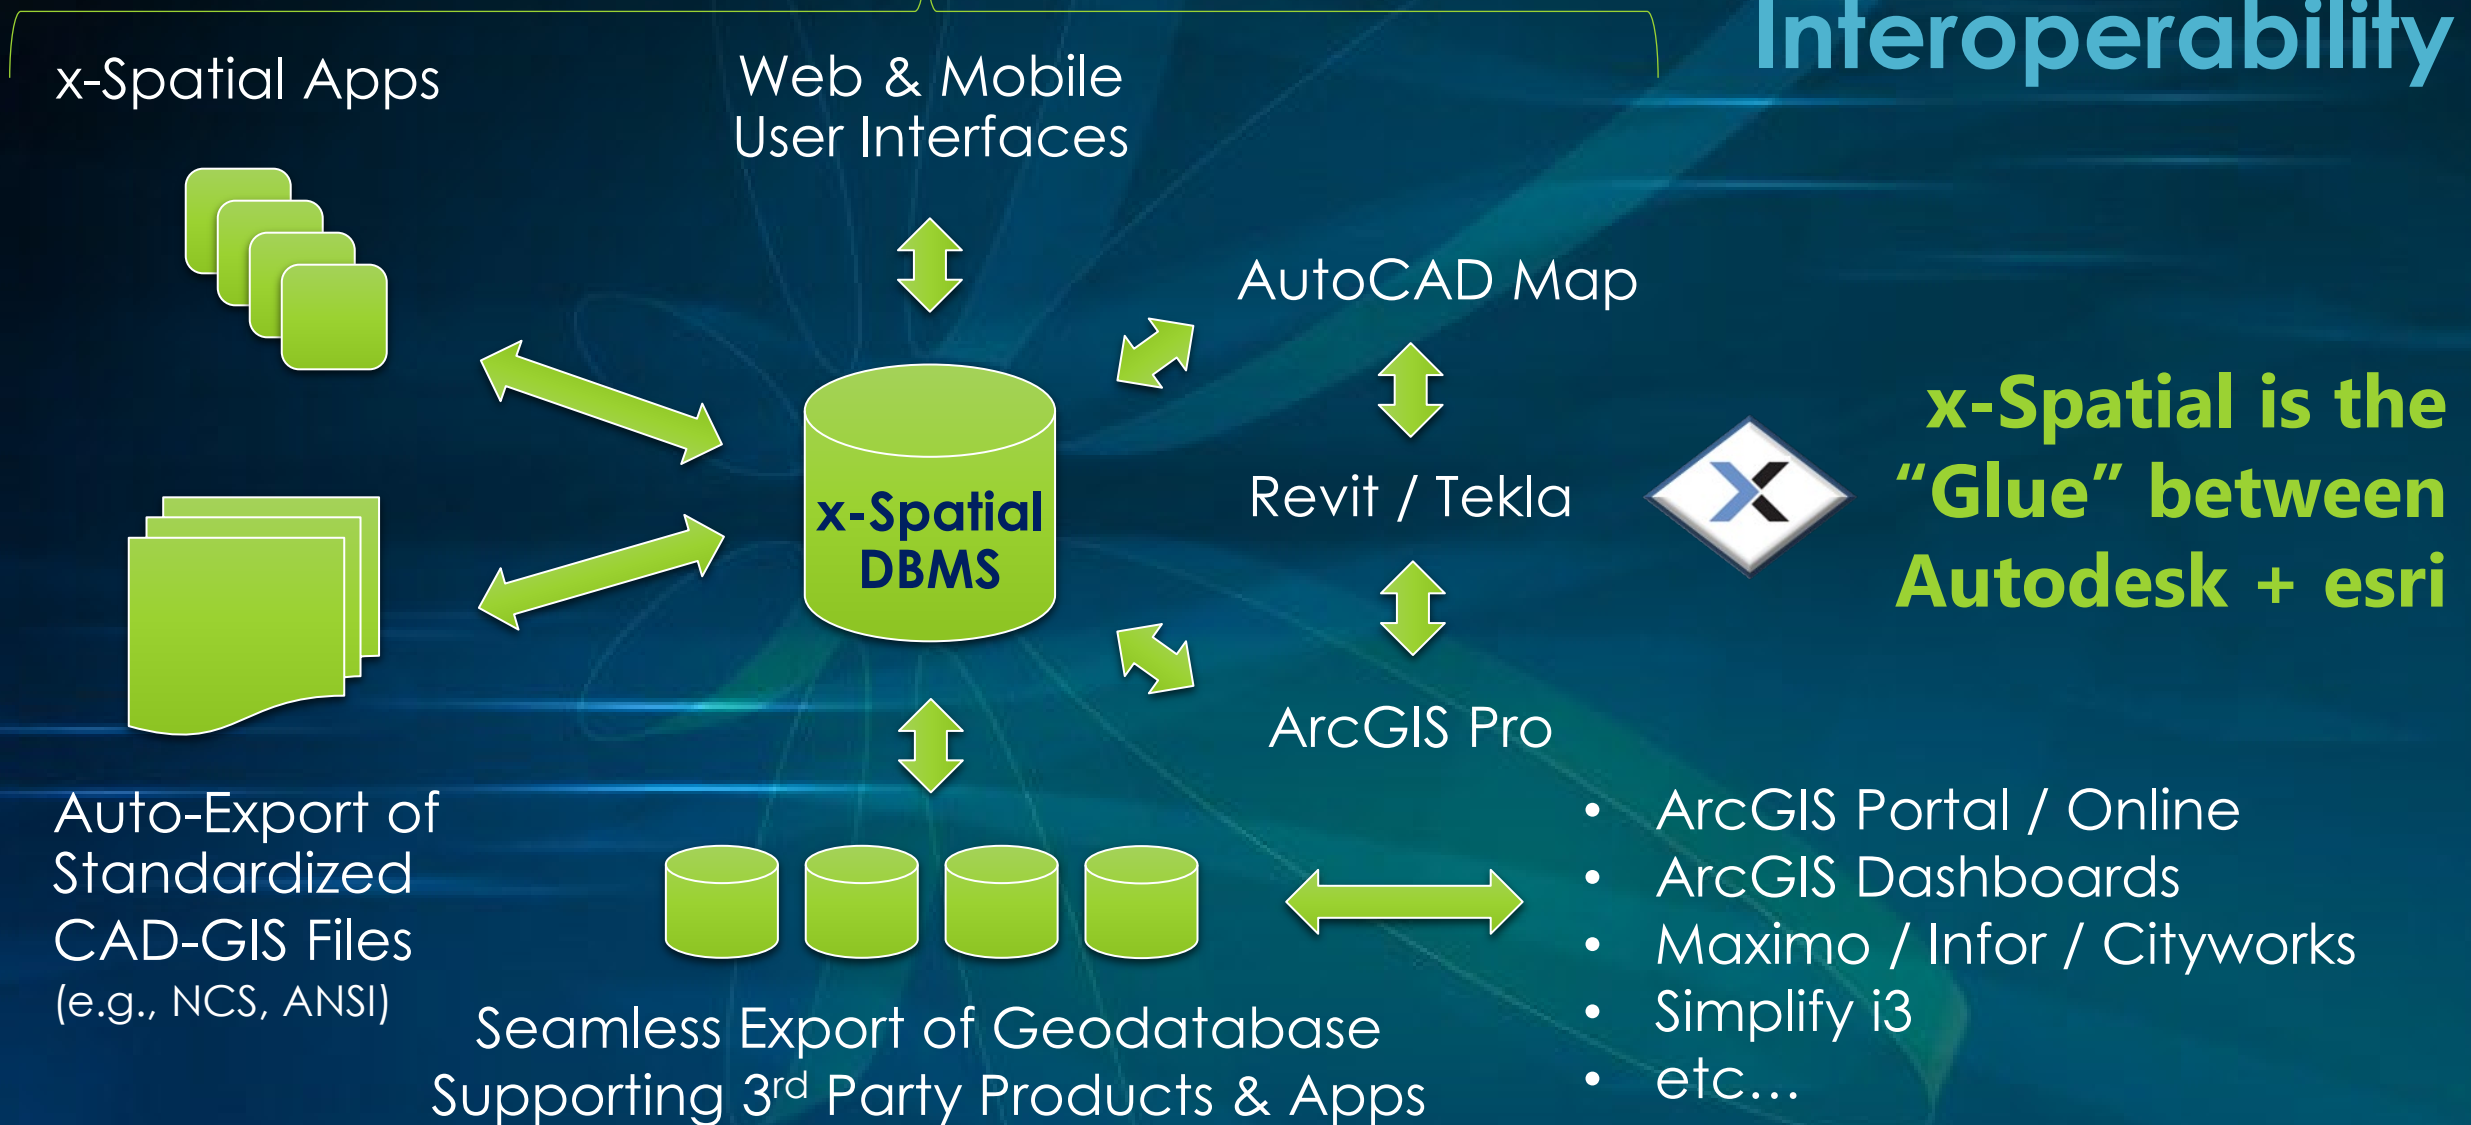 Interoperability
x-Spatial Apps
Web & Mobile
User Interfaces
AutoCAD Map
Revit / Tekla
ArcGIS Pro
x-Spatial
DBMS
x-Spatial is the
“Glue” between
Autodesk + esri
Auto-Export of
Standardized
CAD-GIS Files
(e.g., NCS, ANSI)
Seamless Export of Geodatabase
Supporting 3rd Party Products & Apps
• ArcGIS Portal / Online
• ArcGIS Dashboards
• Maximo / Infor / Cityworks
• Simplify i3
• etc...